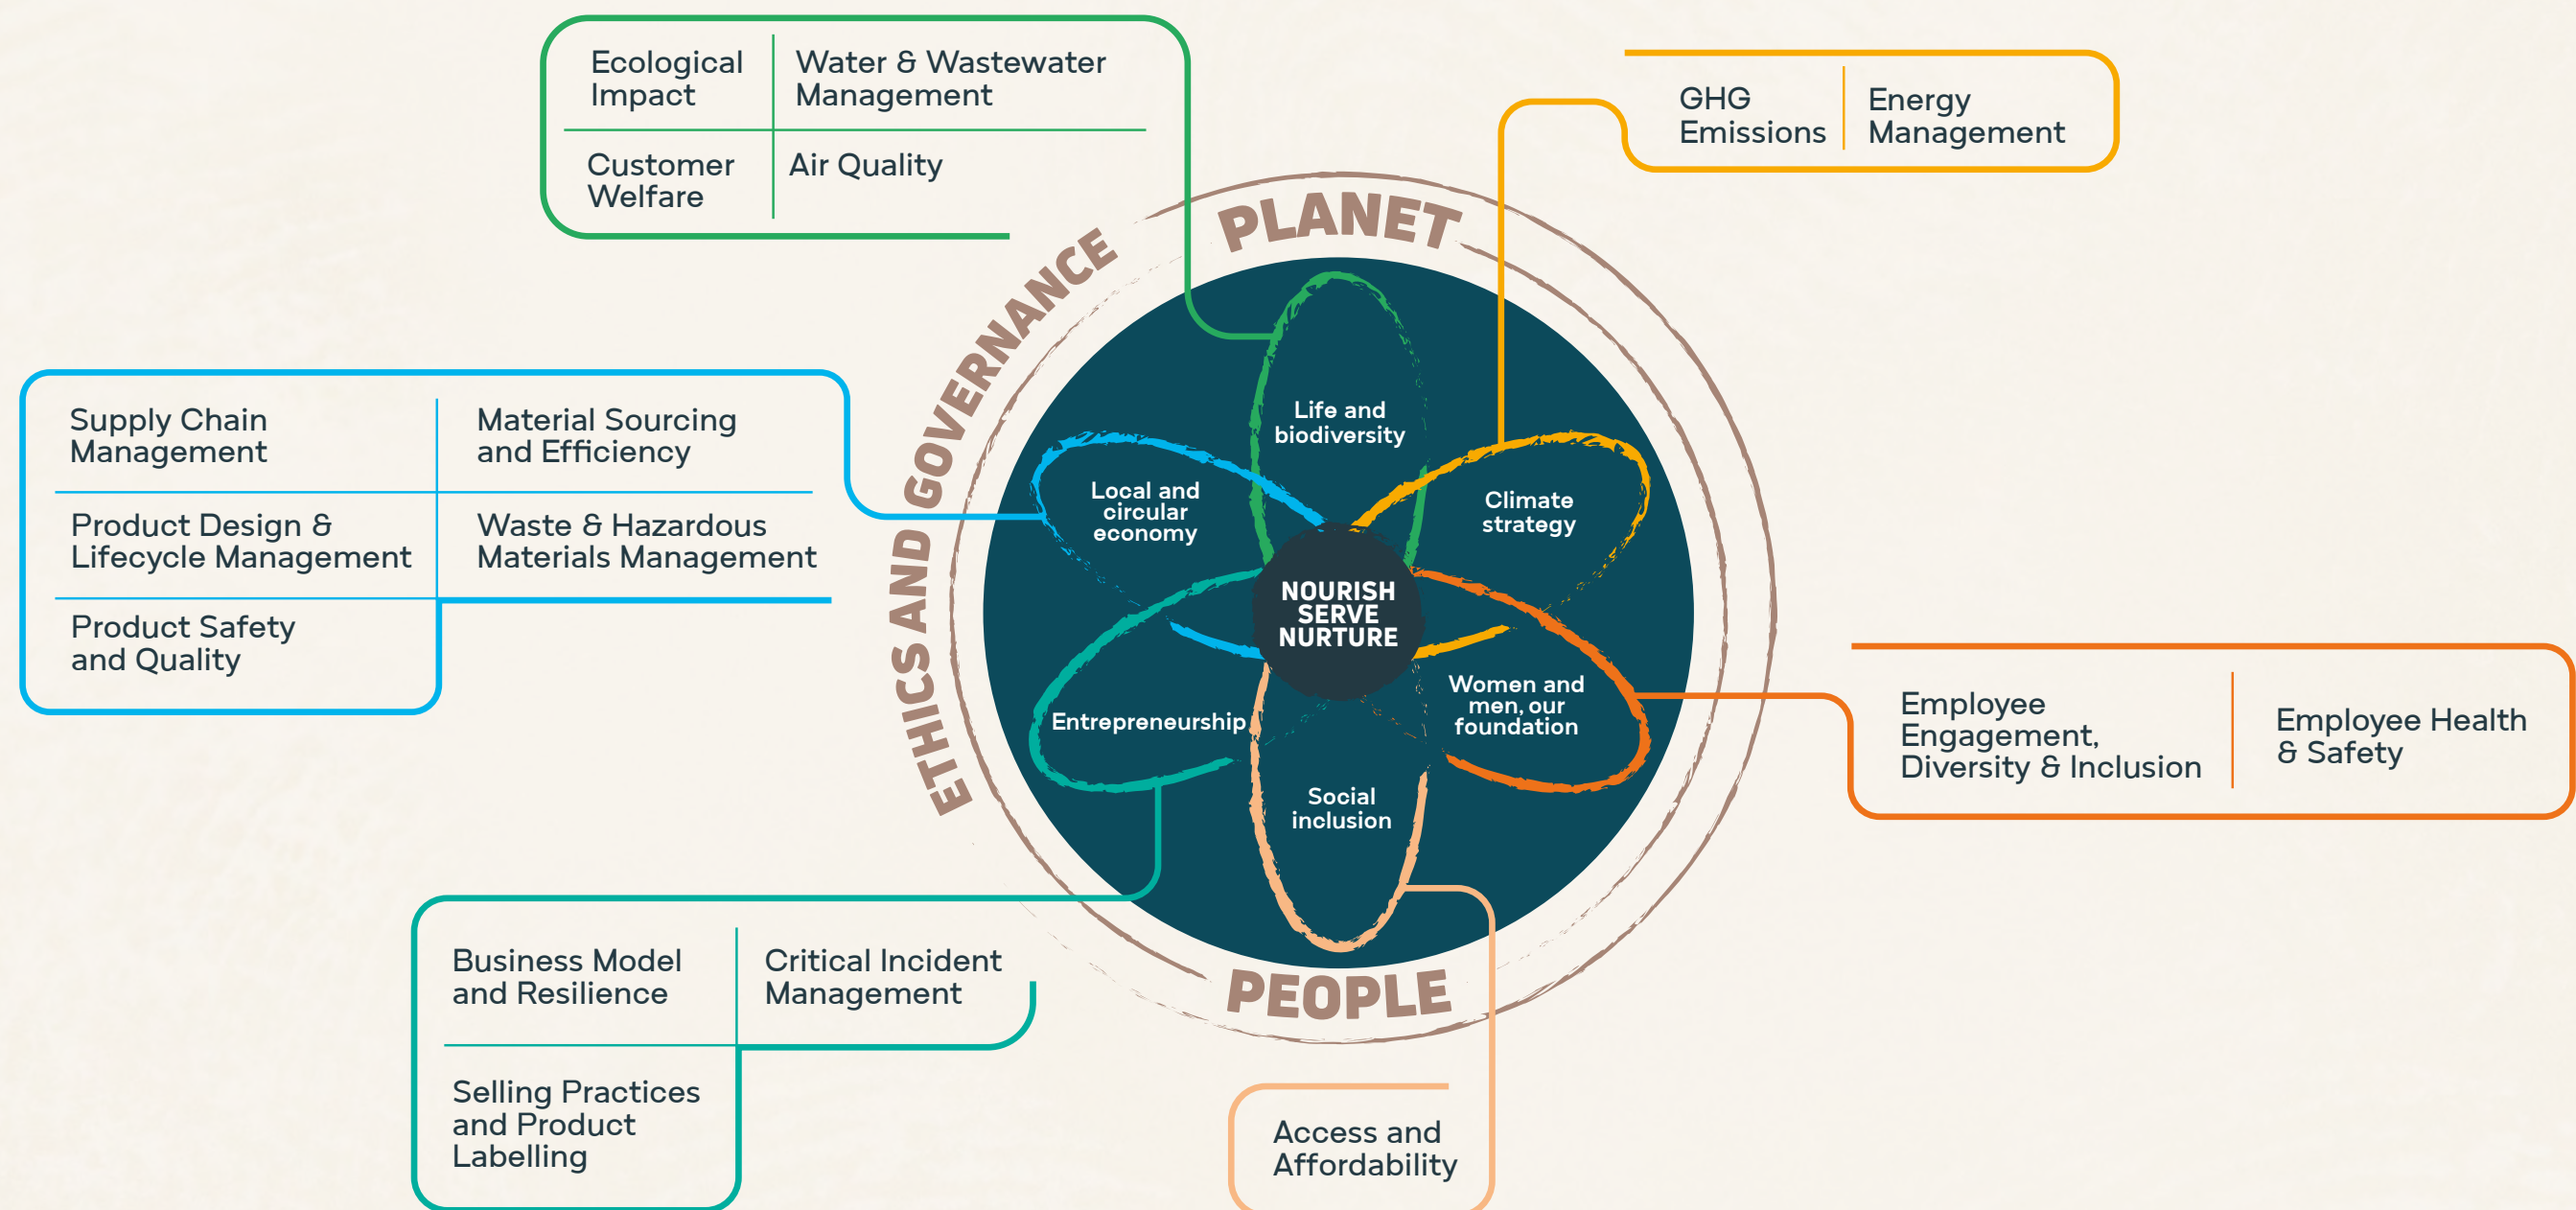 Ecological
Impact
Water & Wastewater
Management
Customer
Welfare
Air Quality
GHG
Emissions
Energy
Management
PLANET
ETHICS AND GOVERNANCE
PEOPLE
Supply Chain
Management
Material Sourcing
and Efficiency
Product Design &
Lifecycle Management
Waste & Hazardous
Materials Management
Product Safety
and Quality
Life and
biodiversity
Local and
circular
economy
Climate
strategy
NOURISH
SERVE
NURTURE
Entrepreneurship
Women and
men, our
foundation
Social
inclusion
Employee
Engagement,
Diversity & Inclusion
Employee Health
& Safety
Business Model
and Resilience
Critical Incident
Management
Selling Practices
and Product
Labelling
Access and
Affordability